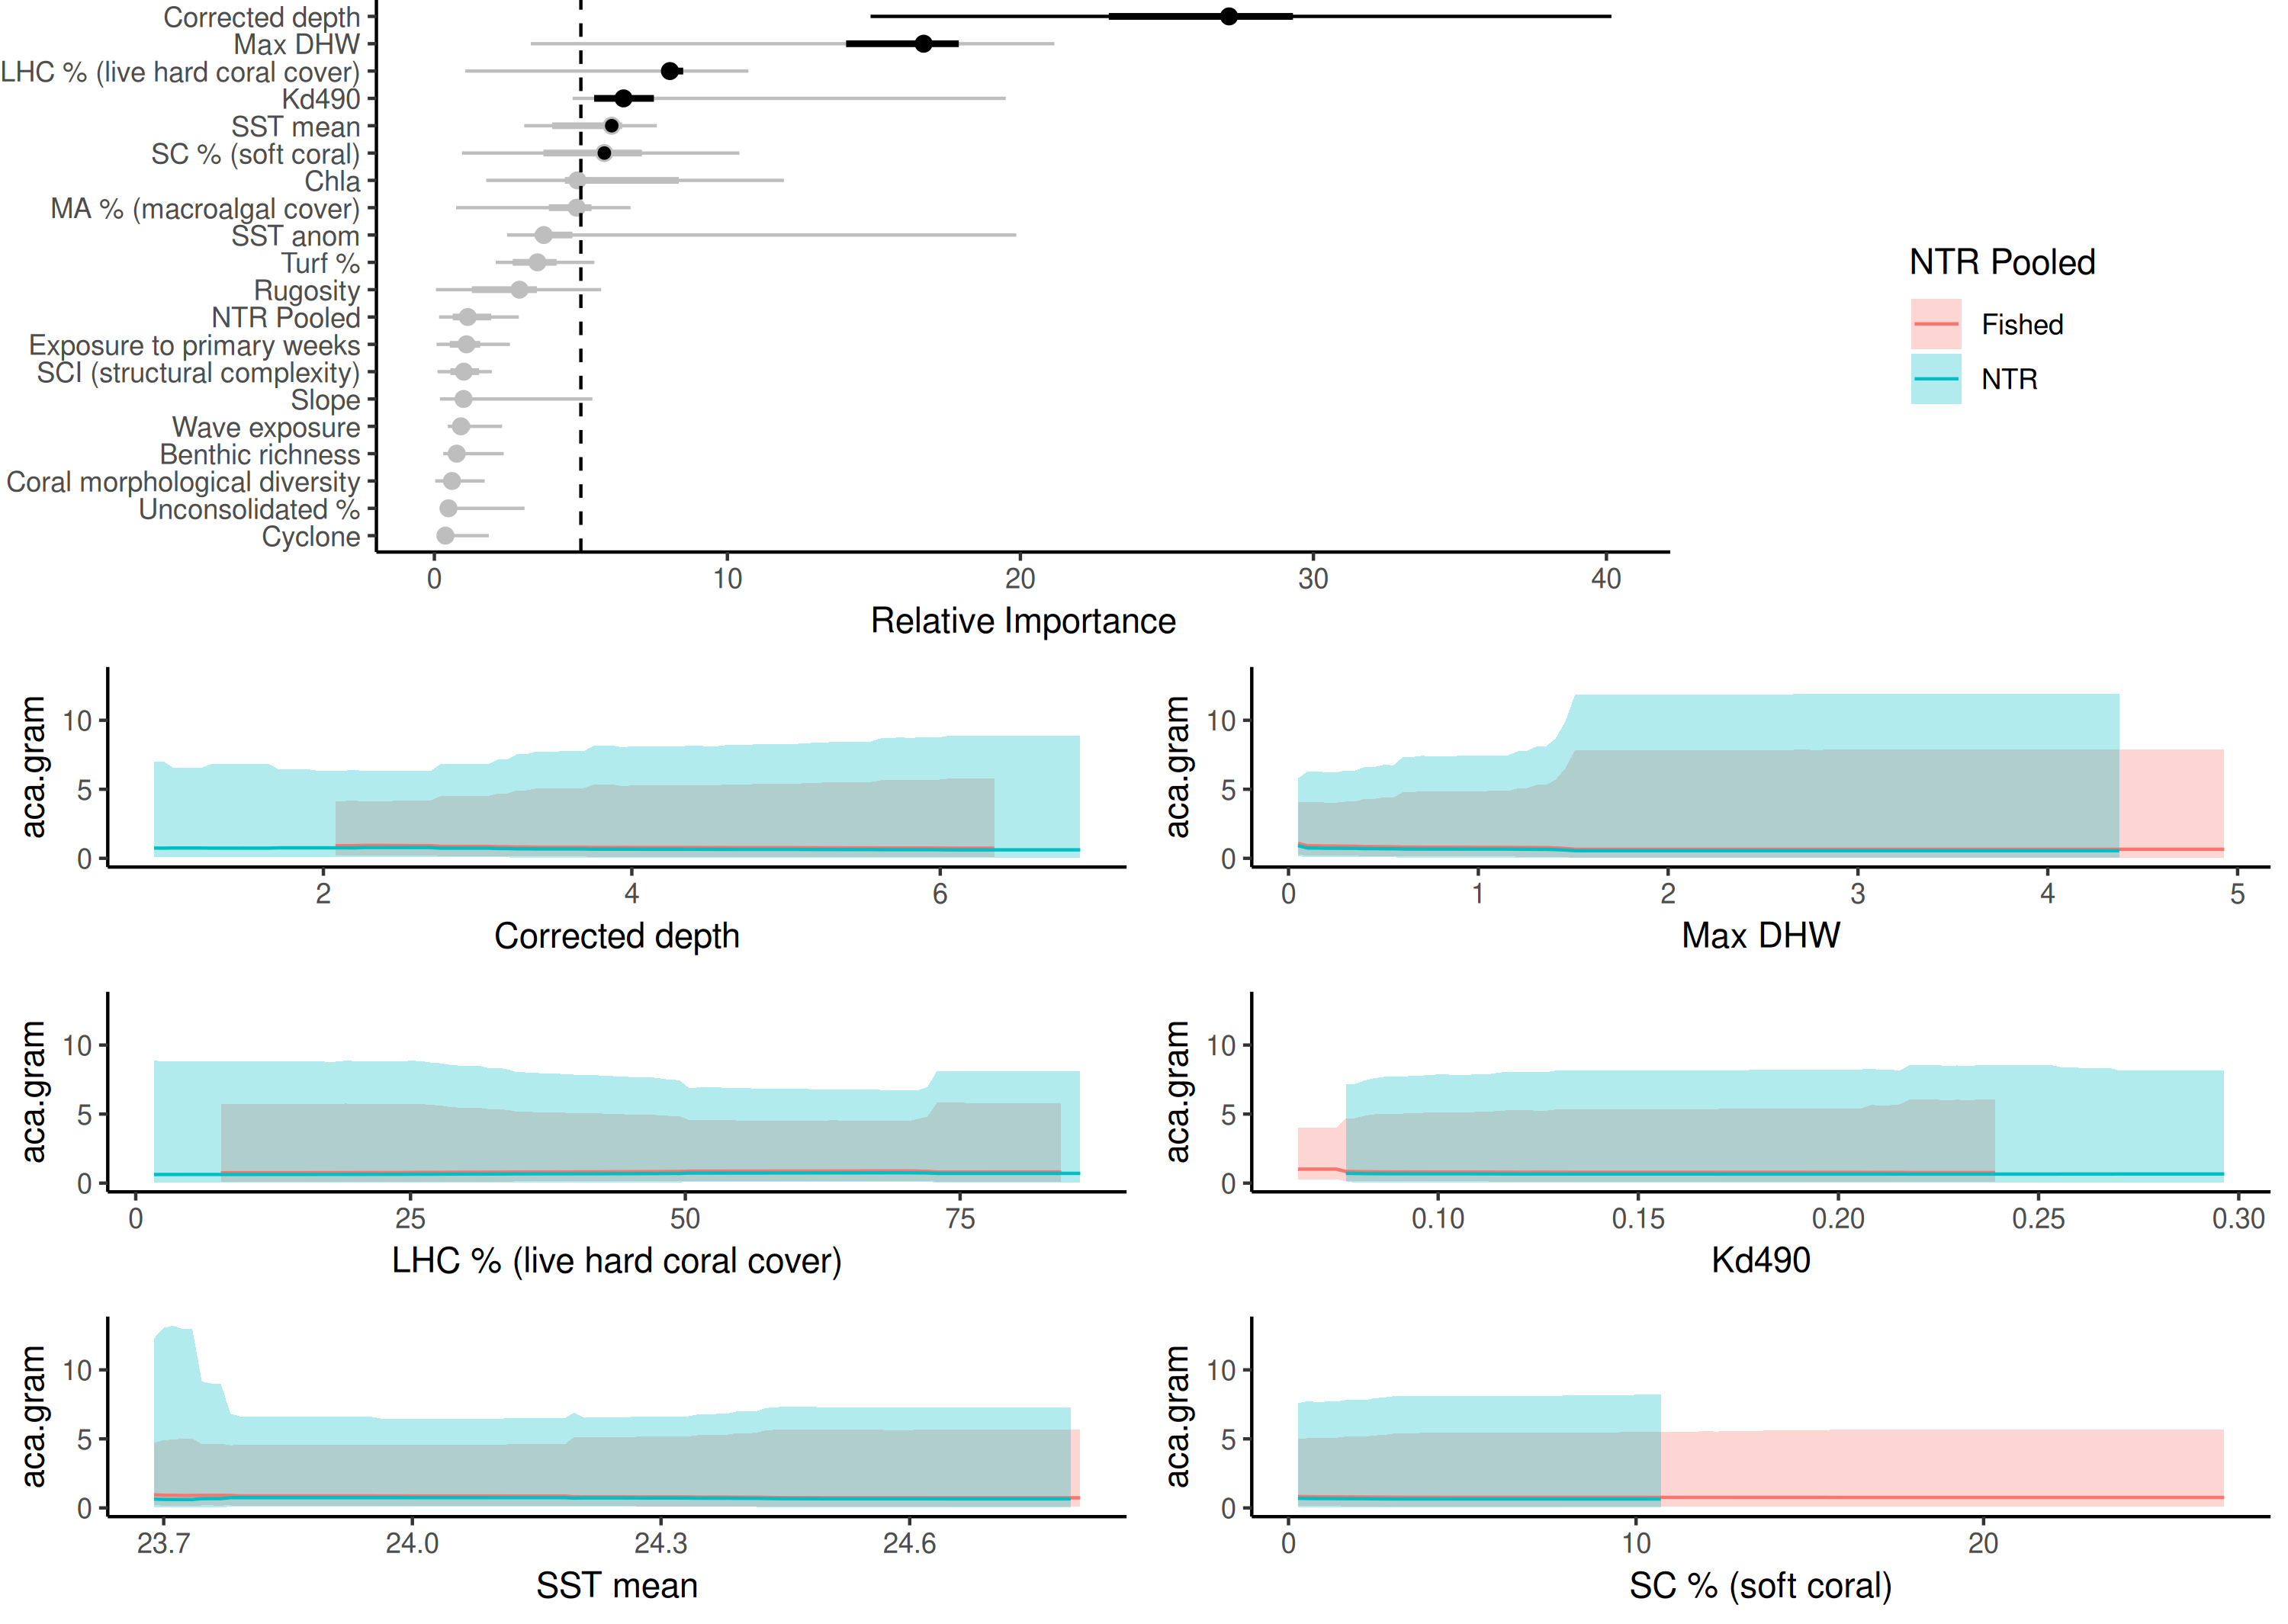 Corrected depth
Max DHW
LHC % (live hard coral cover)
Kd490
SST mean
SC % (soft coral)
Chla
MA % (macroalgal cover)
SST anom
Turf %
Rugosity
NTR Pooled
Exposure to primary weeks
SCI (structural complexity)
Slope
Wave exposure
Benthic richness
Coral morphological diversity
Unconsolidated %
Cyclone
0 10 20 30 40
Relative Importance
NTR Pooled
Fished
NTR
aca.gram
10
5
0
2 4 6
Corrected depth
aca.gram
10
5
0
0 1 2 3 4 5
Max DHW
aca.gram
10
5
0
0 25 50 75
LHC % (live hard coral cover)
aca.gram
10
5
0
0.10 0.15 0.20 0.25 0.30
Kd490
aca.gram
10
5
0
23.7 24.0 24.3 24.6
SST mean
aca.gram
10
5
0
0 10 20
SC % (soft coral)